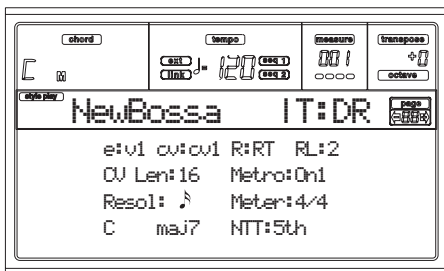 chord tempo measure transpose
C M ext link ♩= 120 seq 1 seq 2 001 +0
octave
style play NewBossa IT:DR page
e:v1 cv:cv1 R:RT RL:2
CV Len:16 Metro:On1
Resol: Meter:4/4
C maj7 NTT:5th